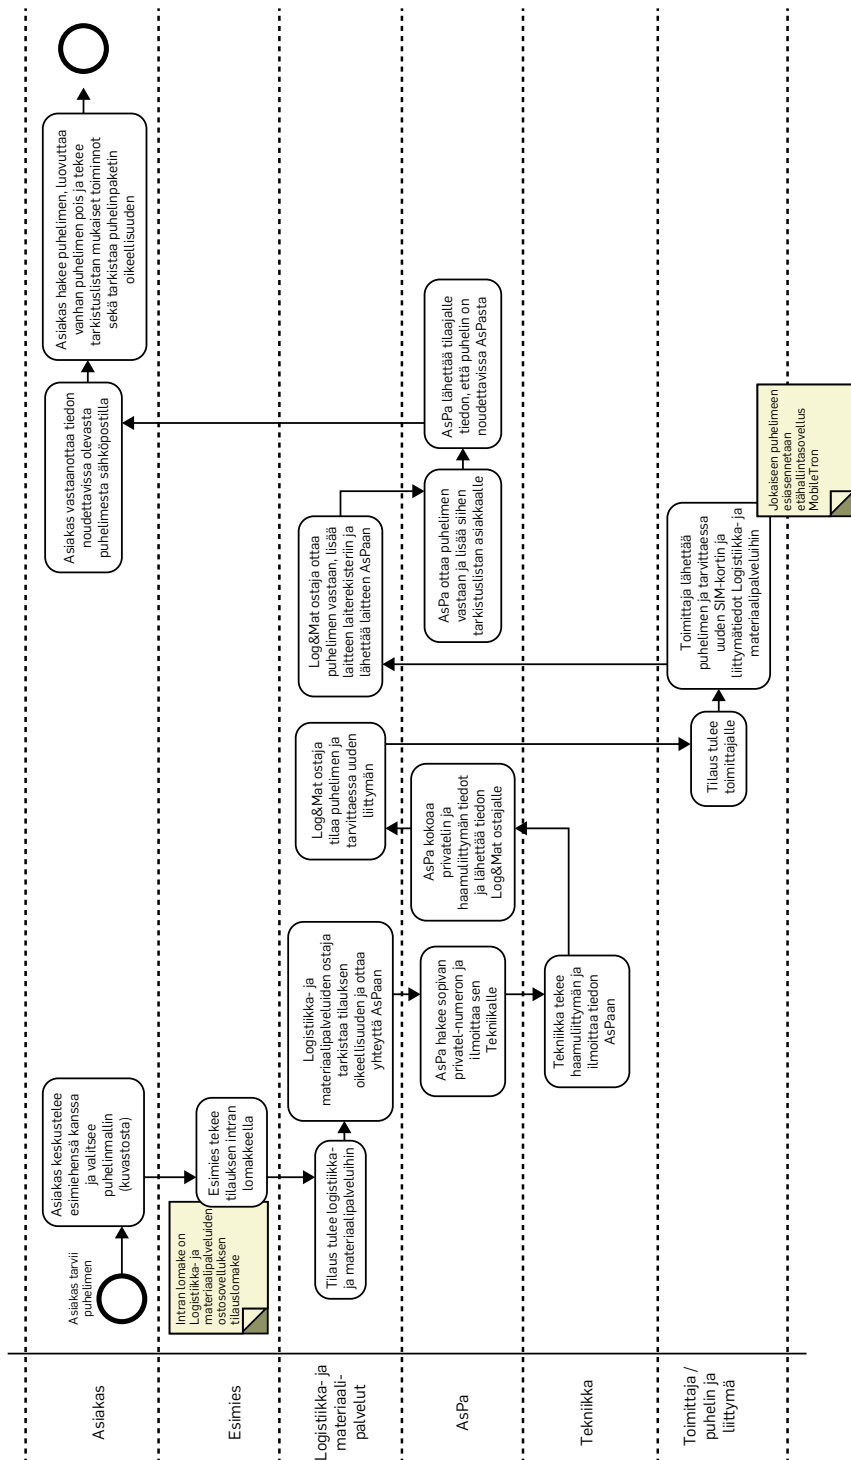 Asiakas
Asiakas tarvii
puhelimen
Asiakas keskustelee
esimiehensä kanssa
ja valitsee
puhelinmallin
(kuvastosta)
Asiakas vastaanottaa tiedon
noudettavissa olevasta
puhelimesta sähköpostilla
Asiakas hakee puhelimen, luovuttaa
vanhan puhelimen pois ja tekee
tarkistuslistan mukaiset toiminnot
sekä tarkistaa puhelinpaketin
oikeellisuuden
Esimies
Intran lomake on
Logistiikka- ja
materiaalipalveluiden
ostosovelluksen
tilauslomake
Esimies tekee
tilauksen intran
lomakkeella
Logistiikka- ja
materiaali-
palvelut
Tilaus tulee logistiikka-
ja materiaalipalveluihin
Logistiikka- ja
materiaalipalveluiden ostaja
tarkistaa tilauksen
oikeellisuuden ja ottaa
yhteyttä AsPaan
Log&Mat ostaja
tilaa puhelimen ja
tarvittaessa uuden
liittymän
Log&Mat ostaja ottaa
puhelimen vastaan, lisää
laitteen laiterekisteriin ja
lähettää laitteen AsPaan
AsPa
AsPa hakee sopivan
privatel-numeron ja
ilmoittaa sen
Tekniikalle
AsPa kokoaa
privatelin ja
haamuliittymän tiedot
ja lähettää tiedon
Log&Mat ostajalle
AsPa ottaa puhelimen
vastaan ja lisää siihen
tarkistuslistan asiakkaalle
AsPa lähettää tilaajalle
tiedon, että puhelin on
noudettavissa AsPasta
Tekniikka
Tekniikka tekee
haamuliittymän ja
ilmoittaa tiedon
AsPaan
Toimittaja /
puhelin ja
liittymä
Tilaus tulee
toimittajalle
Toimittaja lähettää
puhelimen ja tarvittaessa
uuden SIM-kortin ja
liittymätiedot Logistiikka- ja
materiaalipalveluihin
Jokaiseen puhelimeen
esiasennetaan
etähallintasovellus
MobileTron